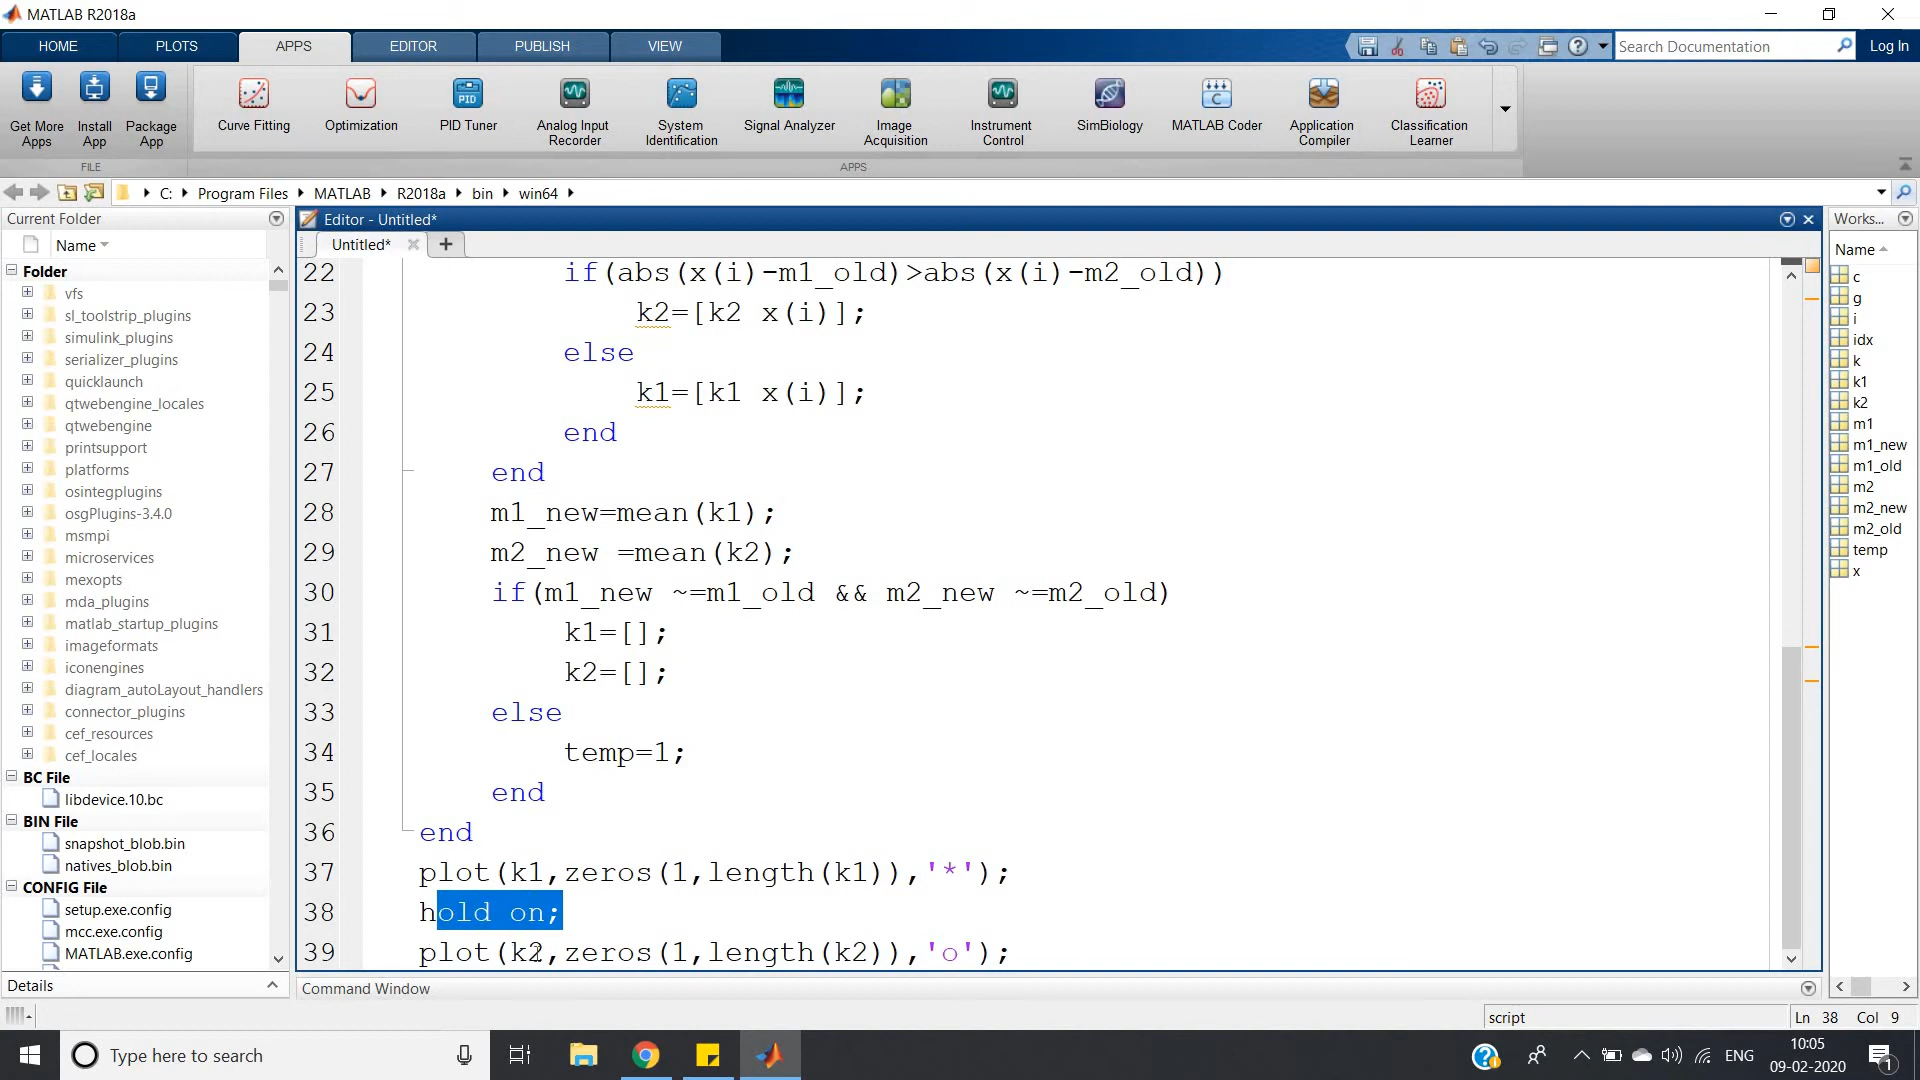 MATLAB R2018a
HOME PLOTS APPS EDITOR PUBLISH VIEW
Search Documentation
Log In
Get More Apps
Install App
Package App
Curve Fitting
Optimization
PID Tuner
Analog Input Recorder
System Identification
Signal Analyzer
Image Acquisition
Instrument Control
SimBiology
MATLAB Coder
Application Compiler
Classification Learner
FILE
APPS
C: Program Files MATLAB R2018a bin win64
Current Folder
Name
Folder
vfs
sl_toolstrip_plugins
simulink_plugins
serializer_plugins
quicklaunch
qtwebengine_locales
qtwebengine
printsupport
platforms
osintegplugins
osgPlugins-3.4.0
msmpi
microservices
mexopts
mda_plugins
matlab_startup_plugins
imageformats
iconengines
diagram_autoLayout_handlers
connector_plugins
cef_resources
cef_locales
BC File
libdevice.10.bc
BIN File
snapshot_blob.bin
natives_blob.bin
CONFIG File
setup.exe.config
mcc.exe.config
MATLAB.exe.config
Details
Editor - Untitled*
Untitled*
22 if(abs(x(i)-m1_old)>abs(x(i)-m2_old))
23 k2=[k2 x(i)];
24 else
25 k1=[k1 x(i)];
26 end
27 end
28 m1_new=mean(k1);
29 m2_new =mean(k2);
30 if(m1_new ~=m1_old && m2_new ~=m2_old)
31 k1=[];
32 k2=[];
33 else
34 temp=1;
35 end
36 end
37 plot(k1,zeros(1,length(k1)),'*');
38 hold on;
39 plot(k2,zeros(1,length(k2)),'o');
Command Window
Works...
Name
c
g
i
idx
k
k1
k2
m1
m1_new
m1_old
m2
m2_new
m2_old
temp
x
script
Ln 38 Col 9
Type here to search
ENG
10:05
09-02-2020
1